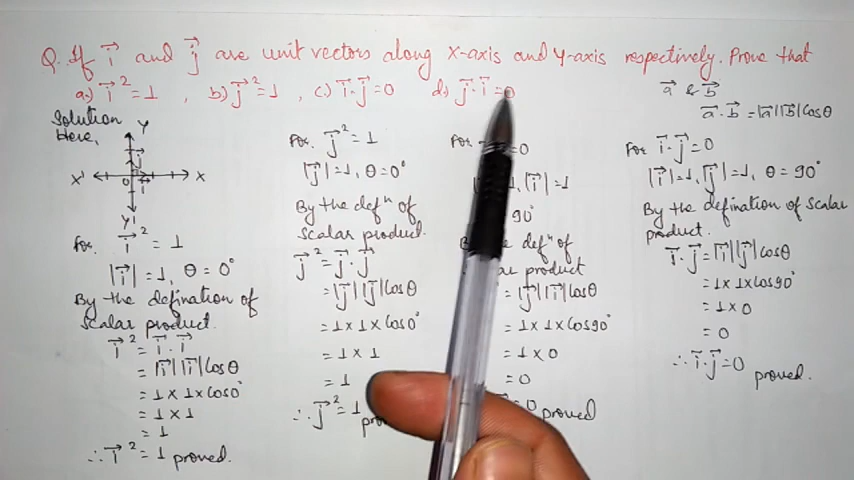 Q. If i⃗ and j⃗ are unit vectors along X-axis and Y-axis respectively. Prove that
a.) i⃗² = 1 , b.) j⃗² = 1 , c.) i⃗·j⃗ = 0 d.) j⃗·i⃗ = 0
a⃗ & b⃗
a⃗·b⃗ = |a⃗||b⃗|cosθ
Solution
Here,
Y
j⃗
X' O i⃗ X
Y'
For i⃗² = 1
|i⃗| = 1, θ = 0°
By the defination of
scalar product.
i⃗² = i⃗·i⃗
= |i⃗||i⃗|cosθ
= 1 x 1 x cos0°
= 1 x 1
= 1
∴ i⃗² = 1 proved.
For j⃗² = 1
|j⃗| = 1, θ = 0°
By the defⁿ of
scalar product.
j⃗² = j⃗·j⃗
= |j⃗||j⃗|cosθ
= 1 x 1 x cos0°
= 1 x 1
= 1
∴ j⃗² = 1
For = 0
1, |i⃗| = 1
90°
defⁿ of
product
= |j⃗||i⃗|cosθ
= 1 x 1 x cos90°
= 1 x 0
= 0
= 0 proved
For i⃗·j⃗ = 0
|i⃗| = 1, |j⃗| = 1, θ = 90°
By the defination of scalar
product.
i⃗·j⃗ = |i⃗||j⃗|cosθ
= 1 x 1 x cos90°
= 1 x 0
= 0
∴ i⃗·j⃗ = 0 proved.